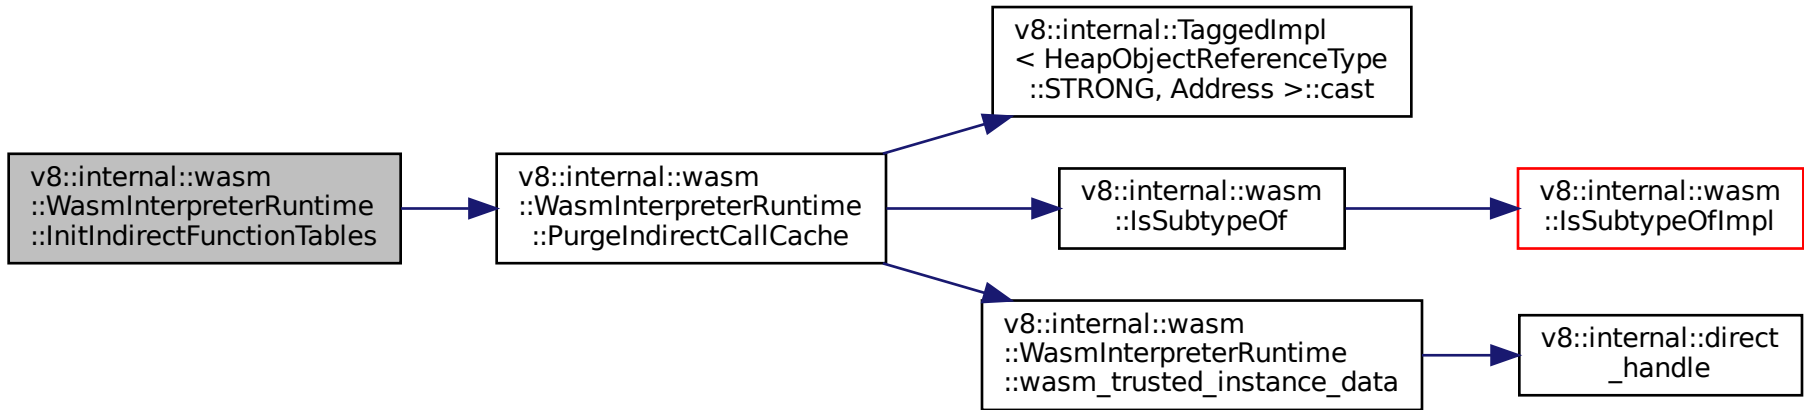 v8::internal::wasm
::WasmInterpreterRuntime
::InitIndirectFunctionTables
v8::internal::wasm
::WasmInterpreterRuntime
::PurgeIndirectCallCache
v8::internal::TaggedImpl
< HeapObjectReferenceType
::STRONG, Address >::cast
v8::internal::wasm
::IsSubtypeOf
v8::internal::wasm
::IsSubtypeOfImpl
v8::internal::wasm
::WasmInterpreterRuntime
::wasm_trusted_instance_data
v8::internal::direct
_handle